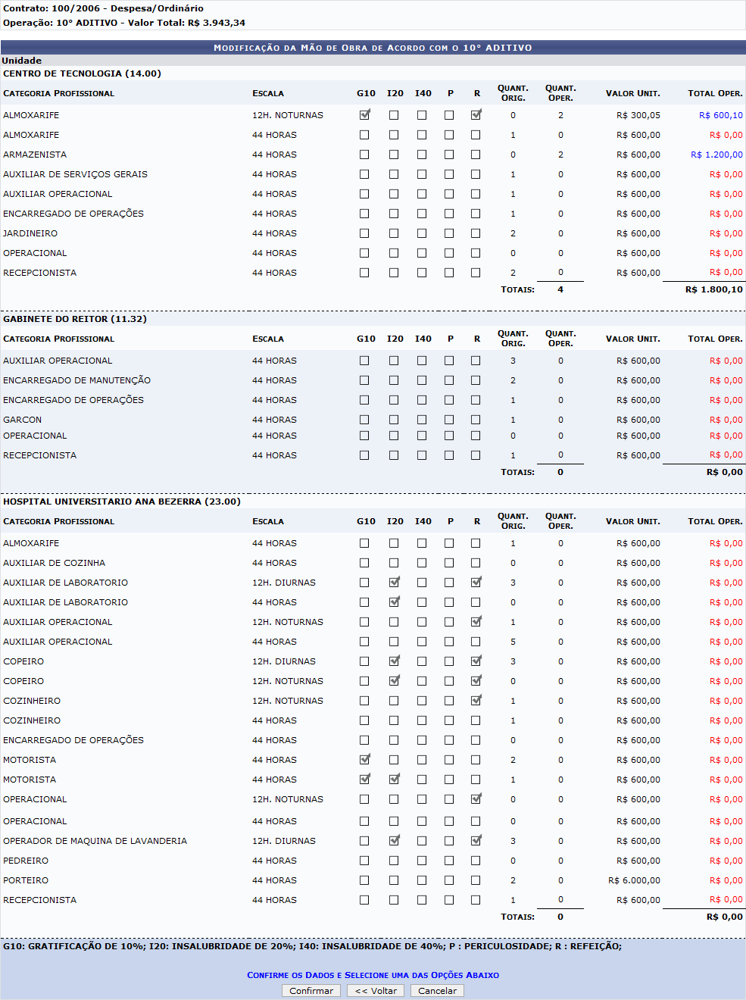 Contrato: 100/2006 - Despesa/Ordinário
Operação: 10° ADITIVO - Valor Total: R$ 3.943,34
Modificação da Mão de Obra de Acordo com o 10° ADITIVO
Unidade
CENTRO DE TECNOLOGIA (14.00)
Categoria Profissional Escala G10 I20 I40 P R Quant. Orig. Quant. Oper. Valor Unit. Total Oper.
ALMOXARIFE 12H. NOTURNAS 0 2 R$ 300,05 R$ 600,10
ALMOXARIFE 44 HORAS 1 0 R$ 600,00 R$ 0,00
ARMAZENISTA 44 HORAS 0 2 R$ 600,00 R$ 1.200,00
AUXILIAR DE SERVIÇOS GERAIS 44 HORAS 1 0 R$ 600,00 R$ 0,00
AUXILIAR OPERACIONAL 44 HORAS 1 0 R$ 600,00 R$ 0,00
ENCARREGADO DE OPERAÇÕES 44 HORAS 1 0 R$ 600,00 R$ 0,00
JARDINEIRO 44 HORAS 2 0 R$ 600,00 R$ 0,00
OPERACIONAL 44 HORAS 0 0 R$ 600,00 R$ 0,00
RECEPCIONISTA 44 HORAS 2 0 R$ 600,00 R$ 0,00
Totais: 4 R$ 1.800,10
GABINETE DO REITOR (11.32)
Categoria Profissional Escala G10 I20 I40 P R Quant. Orig. Quant. Oper. Valor Unit. Total Oper.
AUXILIAR OPERACIONAL 44 HORAS 3 0 R$ 600,00 R$ 0,00
ENCARREGADO DE MANUTENÇÃO 44 HORAS 2 0 R$ 600,00 R$ 0,00
ENCARREGADO DE OPERAÇÕES 44 HORAS 1 0 R$ 600,00 R$ 0,00
GARCON 44 HORAS 1 0 R$ 600,00 R$ 0,00
OPERACIONAL 44 HORAS 0 0 R$ 600,00 R$ 0,00
RECEPCIONISTA 44 HORAS 1 0 R$ 600,00 R$ 0,00
Totais: 0 R$ 0,00
HOSPITAL UNIVERSITARIO ANA BEZERRA (23.00)
Categoria Profissional Escala G10 I20 I40 P R Quant. Orig. Quant. Oper. Valor Unit. Total Oper.
ALMOXARIFE 44 HORAS 1 0 R$ 600,00 R$ 0,00
AUXILIAR DE COZINHA 44 HORAS 0 0 R$ 600,00 R$ 0,00
AUXILIAR DE LABORATORIO 12H. DIURNAS 3 0 R$ 600,00 R$ 0,00
AUXILIAR DE LABORATORIO 44 HORAS 0 0 R$ 600,00 R$ 0,00
AUXILIAR OPERACIONAL 12H. NOTURNAS 1 0 R$ 600,00 R$ 0,00
AUXILIAR OPERACIONAL 44 HORAS 5 0 R$ 600,00 R$ 0,00
COPEIRO 12H. DIURNAS 3 0 R$ 600,00 R$ 0,00
COPEIRO 12H. NOTURNAS 0 0 R$ 600,00 R$ 0,00
COZINHEIRO 12H. NOTURNAS 1 0 R$ 600,00 R$ 0,00
COZINHEIRO 44 HORAS 1 0 R$ 600,00 R$ 0,00
ENCARREGADO DE OPERAÇÕES 44 HORAS 0 0 R$ 600,00 R$ 0,00
MOTORISTA 44 HORAS 2 0 R$ 600,00 R$ 0,00
MOTORISTA 44 HORAS 1 0 R$ 600,00 R$ 0,00
OPERACIONAL 12H. NOTURNAS 0 0 R$ 600,00 R$ 0,00
OPERACIONAL 44 HORAS 0 0 R$ 600,00 R$ 0,00
OPERADOR DE MAQUINA DE LAVANDERIA 12H. DIURNAS 3 0 R$ 600,00 R$ 0,00
PEDREIRO 44 HORAS 0 0 R$ 600,00 R$ 0,00
PORTEIRO 44 HORAS 2 0 R$ 6.000,00 R$ 0,00
RECEPCIONISTA 44 HORAS 1 0 R$ 600,00 R$ 0,00
Totais: 0 R$ 0,00
G10: GRATIFICAÇÃO DE 10%; I20: INSALUBRIDADE DE 20%; I40: INSALUBRIDADE DE 40%; P : PERICULOSIDADE; R : REFEIÇÃO;
Confirme os Dados e Selecione uma das Opções Abaixo
Confirmar << Voltar Cancelar